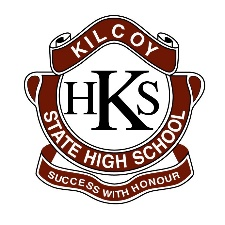 KILCOY
HKS
STATE HIGH SCHOOL
SUCCESS WITH HONOUR